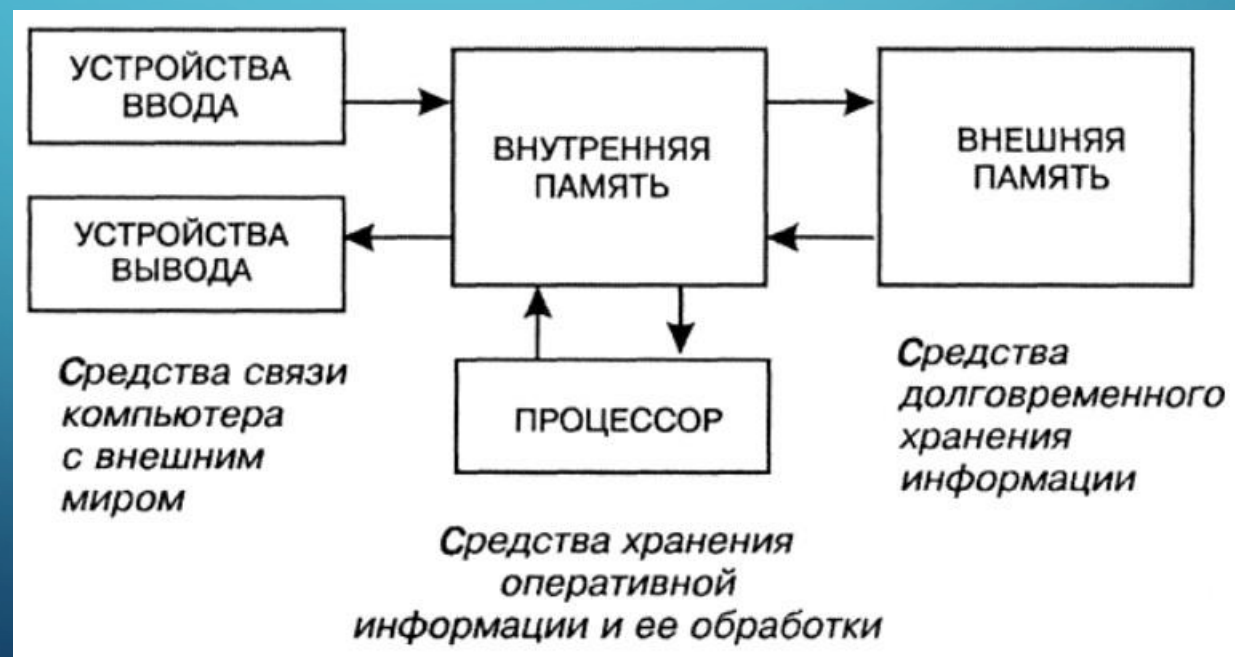 УСТРОЙСТВА
ВВОДА
УСТРОЙСТВА
ВЫВОДА
Средства связи
компьютера
с внешним
миром
ВНУТРЕННЯЯ
ПАМЯТЬ
ПРОЦЕССОР
Средства хранения
оперативной
информации и ее обработки
ВНЕШНЯЯ
ПАМЯТЬ
Средства
долговременного
хранения
информации